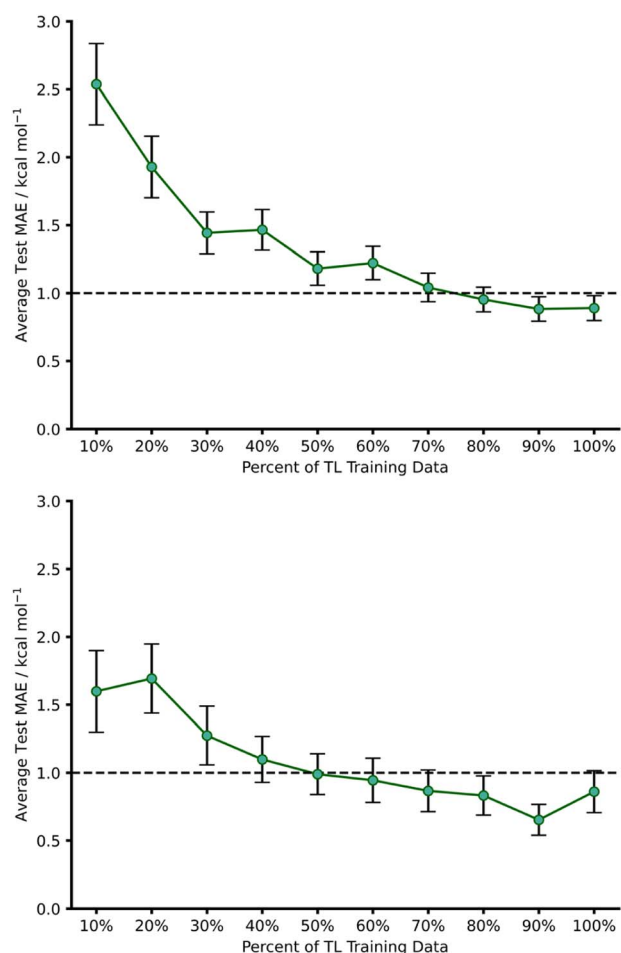 3.0
2.5
2.0
1.5
1.0
0.5
0.0
Average Test MAE / kcal mol⁻¹
10% 20% 30% 40% 50% 60% 70% 80% 90% 100%
Percent of TL Training Data
3.0
2.5
2.0
1.5
1.0
0.5
0.0
Average Test MAE / kcal mol⁻¹
10% 20% 30% 40% 50% 60% 70% 80% 90% 100%
Percent of TL Training Data